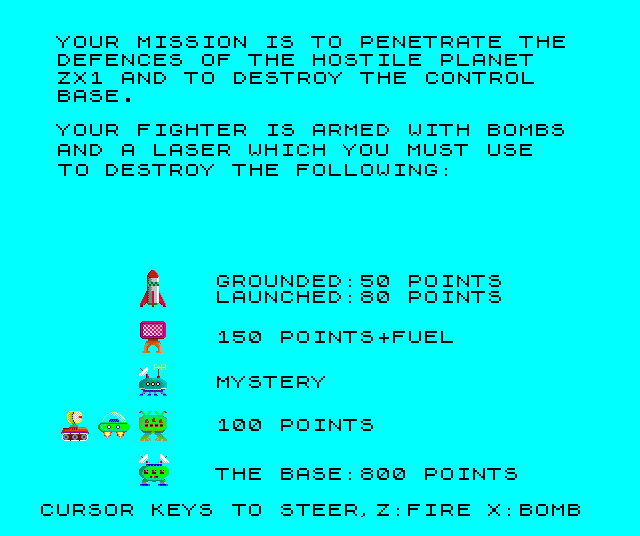 YOUR MISSION IS TO PENETRATE THE
DEFENCES OF THE HOSTILE PLANET
ZX1 AND TO DESTROY THE CONTROL
BASE.
YOUR FIGHTER IS ARMED WITH BOMBS
AND A LASER WHICH YOU MUST USE
TO DESTROY THE FOLLOWING:
GROUNDED:50 POINTS
LAUNCHED:80 POINTS
150 POINTS+FUEL
MYSTERY
100 POINTS
THE BASE:800 POINTS
CURSOR KEYS TO STEER,Z:FIRE X:BOMB